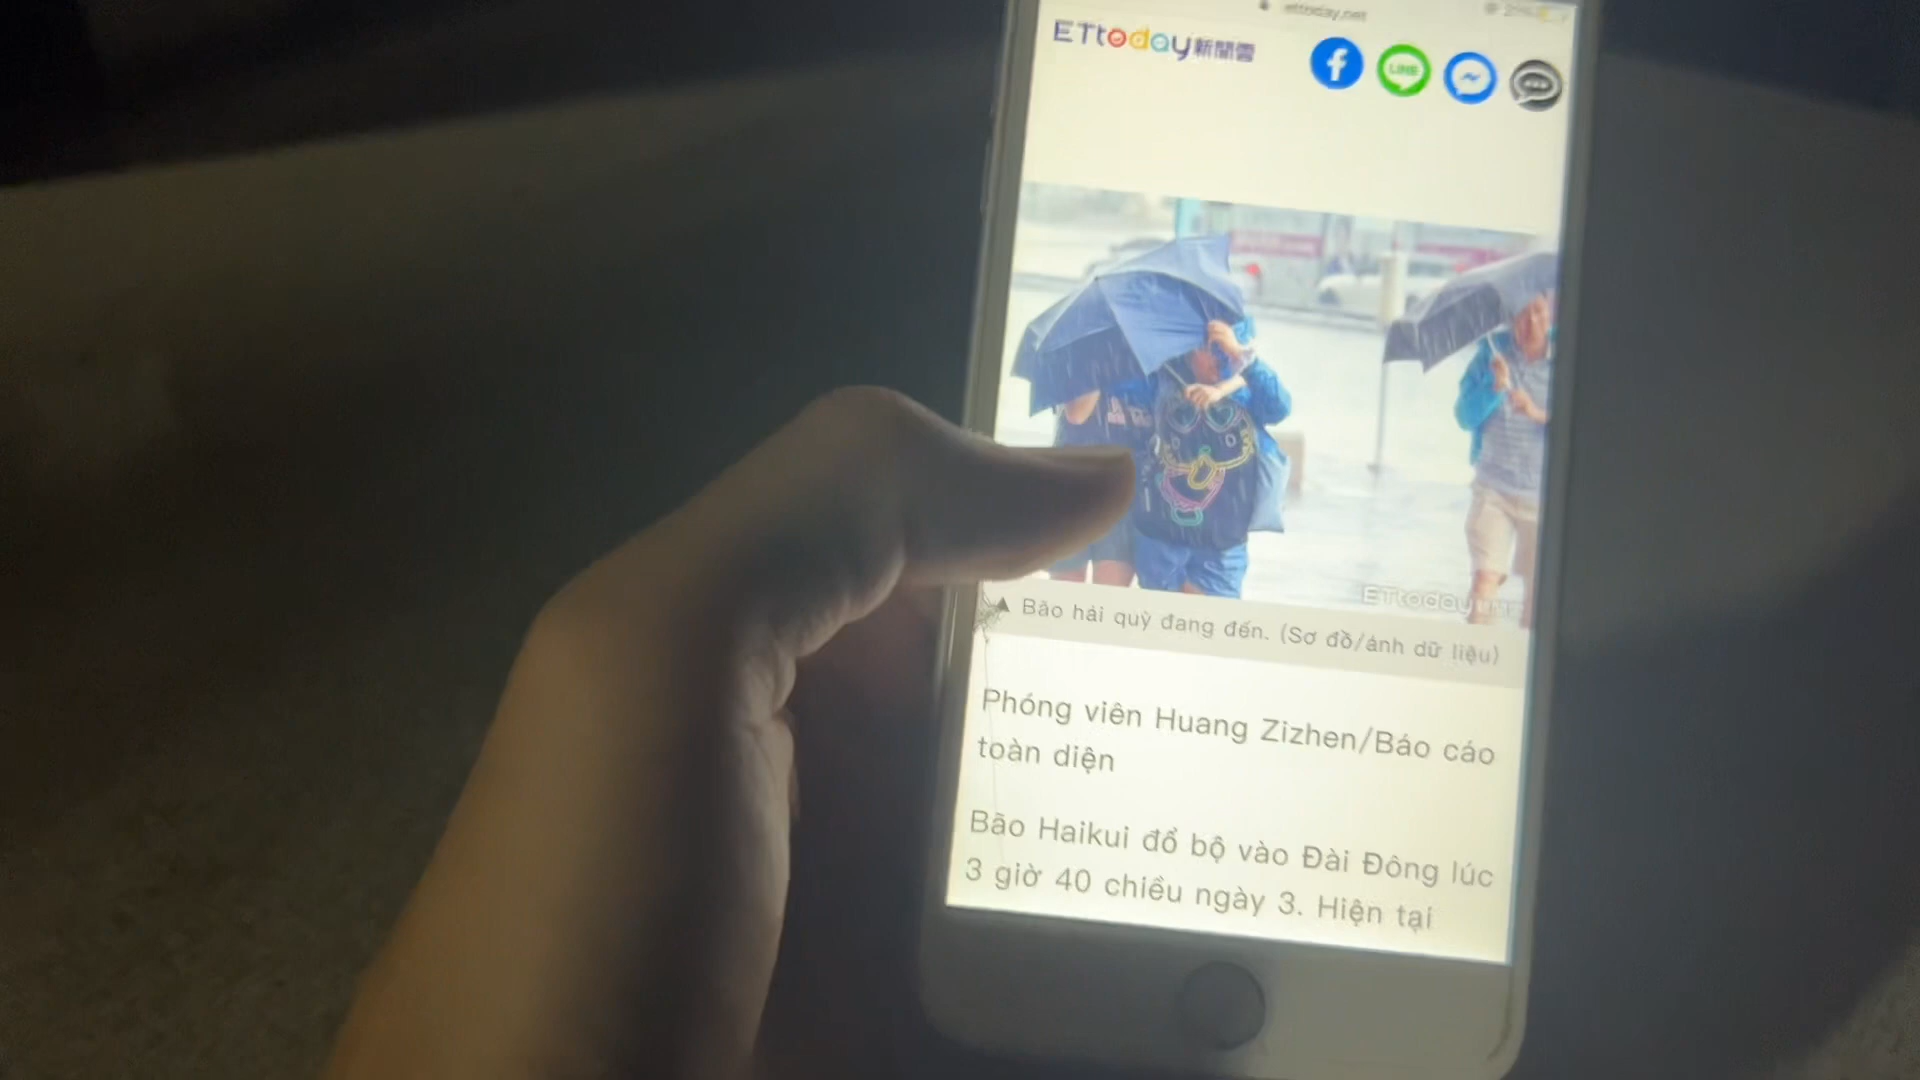 ettoday.net
ETtoday新聞雲
LINE
ETtoday
▲ Bão hải quỳ đang đến. (Sơ đồ/ảnh dữ liệu)
Phóng viên Huang Zizhen/Báo cáo
toàn diện
Bão Haikui đổ bộ vào Đài Đông lúc
3 giờ 40 chiều ngày 3. Hiện tại